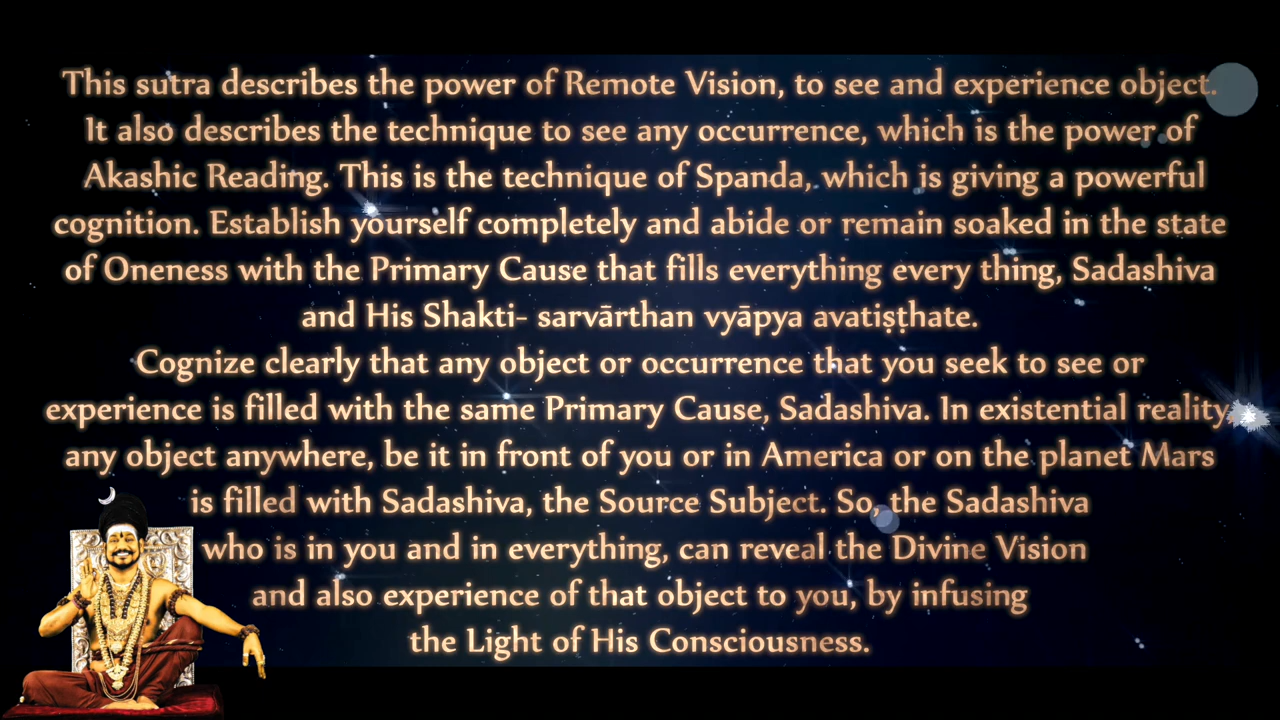 This sutra describes the power of Remote Vision, to see and experience object.
It also describes the technique to see any occurrence, which is the power of
Akashic Reading. This is the technique of Spanda, which is giving a powerful
cognition. Establish yourself completely and abide or remain soaked in the state
of Oneness with the Primary Cause that fills everything every thing, Sadashiva
and His Shakti- sarvārthan vyāpya avatiṣṭhate.
Cognize clearly that any object or occurrence that you seek to see or
experience is filled with the same Primary Cause, Sadashiva. In existential reality,
any object anywhere, be it in front of you or in America or on the planet Mars
is filled with Sadashiva, the Source Subject. So, the Sadashiva
who is in you and in everything, can reveal the Divine Vision
and also experience of that object to you, by infusing
the Light of His Consciousness.